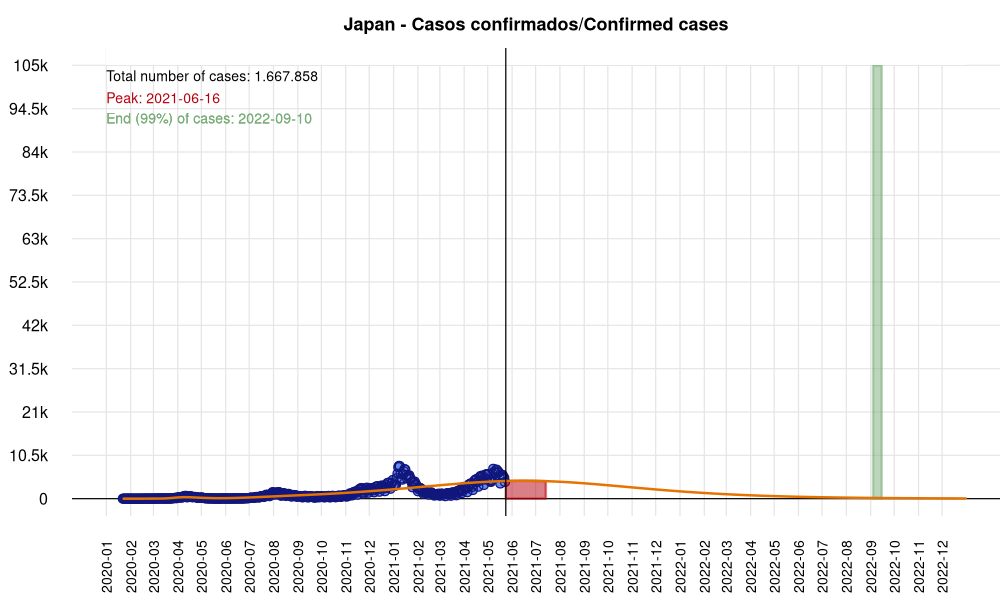 Japan - Casos confirmados/Confirmed cases
Total number of cases: 1.667.858
Peak: 2021-06-16
End (99%) of cases: 2022-09-10
105k
94.5k
84k
73.5k
63k
52.5k
42k
31.5k
21k
10.5k
0
2020-01
2020-02
2020-03
2020-04
2020-05
2020-06
2020-07
2020-08
2020-09
2020-10
2020-11
2020-12
2021-01
2021-02
2021-03
2021-04
2021-05
2021-06
2021-07
2021-08
2021-09
2021-10
2021-11
2021-12
2022-01
2022-02
2022-03
2022-04
2022-05
2022-06
2022-07
2022-08
2022-09
2022-10
2022-11
2022-12